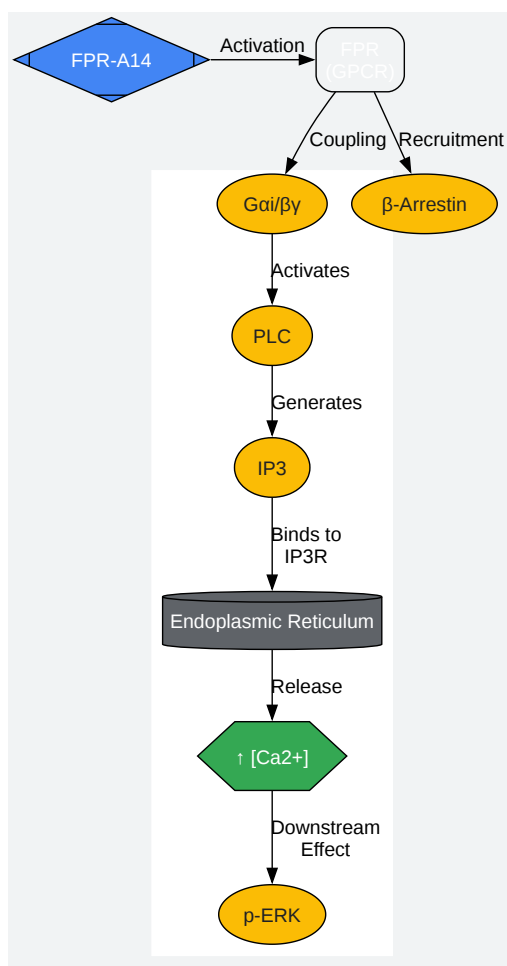 FPR-A14
Activation
FPR
(GPCR)
Coupling
Recruitment
Gαi/βγ
β-Arrestin
Activates
PLC
Generates
IP3
Binds to
IP3R
Endoplasmic Reticulum
Release
↑ [Ca2+]
Downstream
Effect
p-ERK